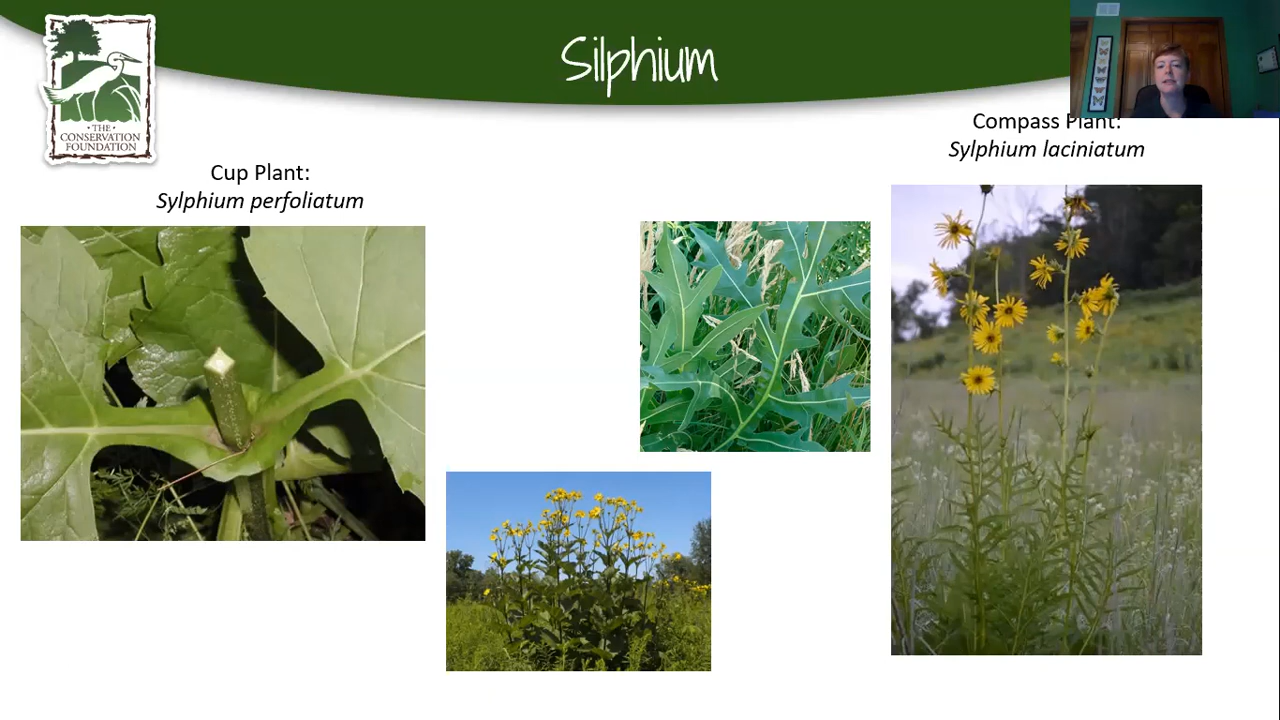 Silphium
· THE ·
CONSERVATION
FOUNDATION
Cup Plant:
Sylphium perfoliatum
Compass Plant:
Sylphium laciniatum